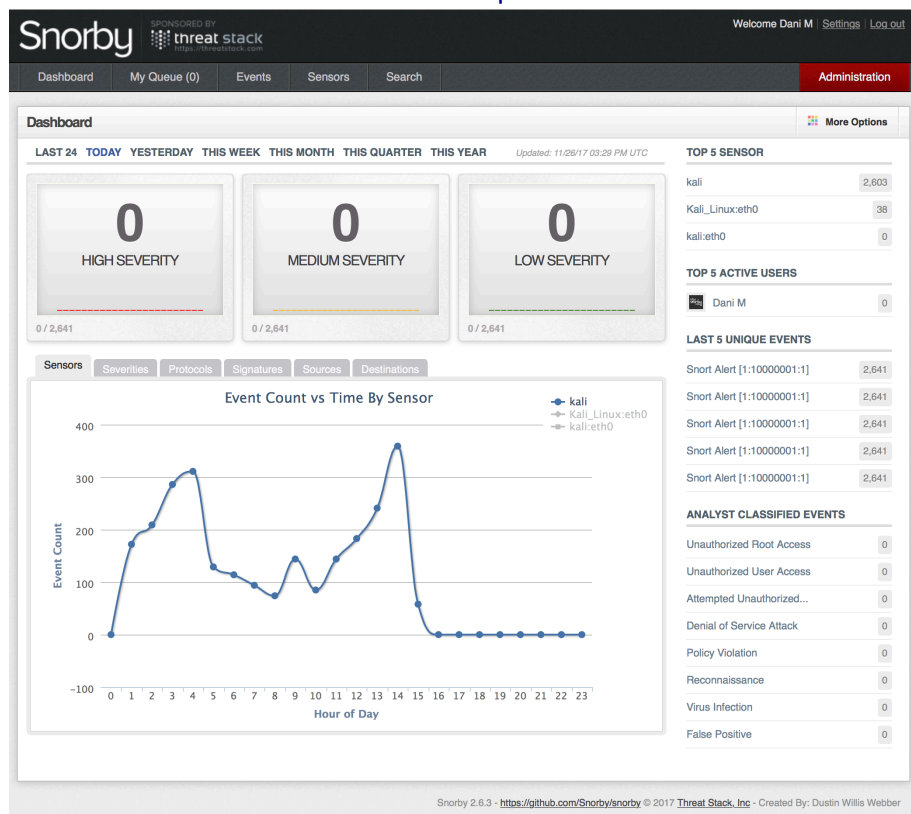 Snorby
SPONSORED BY
threat stack
https://threatstack.com
Welcome Dani M | Settings | Log out
Dashboard My Queue (0) Events Sensors Search Administration
Dashboard More Options
LAST 24 TODAY YESTERDAY THIS WEEK THIS MONTH THIS QUARTER THIS YEAR Updated: 11/26/17 03:29 PM UTC
0
HIGH SEVERITY
0 / 2,641
0
MEDIUM SEVERITY
0 / 2,641
0
LOW SEVERITY
0 / 2,641
Sensors Severities Protocols Signatures Sources Destinations
Event Count vs Time By Sensor
kali
Kali_Linux:eth0
kali:eth0
Event Count
400
300
200
100
0
-100
0 1 2 3 4 5 6 7 8 9 10 11 12 13 14 15 16 17 18 19 20 21 22 23
Hour of Day
TOP 5 SENSOR
kali 2,603
Kali_Linux:eth0 38
kali:eth0 0
TOP 5 ACTIVE USERS
Dani M 0
LAST 5 UNIQUE EVENTS
Snort Alert [1:10000001:1] 2,641
Snort Alert [1:10000001:1] 2,641
Snort Alert [1:10000001:1] 2,641
Snort Alert [1:10000001:1] 2,641
Snort Alert [1:10000001:1] 2,641
ANALYST CLASSIFIED EVENTS
Unauthorized Root Access 0
Unauthorized User Access 0
Attempted Unauthorized... 0
Denial of Service Attack 0
Policy Violation 0
Reconnaissance 0
Virus Infection 0
False Positive 0
Snorby 2.6.3 - https://github.com/Snorby/snorby © 2017 Threat Stack, Inc - Created By: Dustin Willis Webber